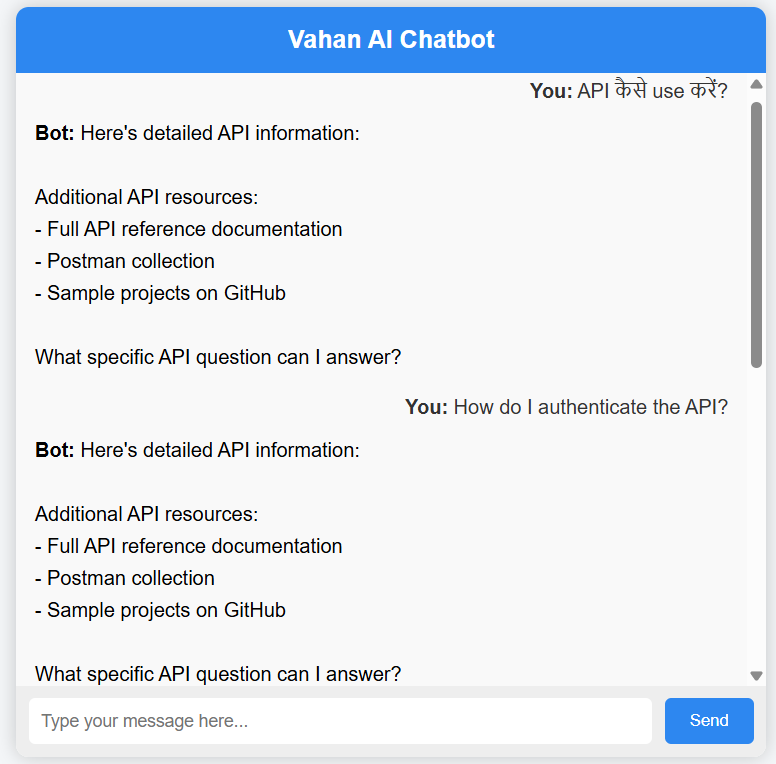 Vahan AI Chatbot
You: API कैसे use करें?
Bot: Here's detailed API information:
Additional API resources:
- Full API reference documentation
- Postman collection
- Sample projects on GitHub
What specific API question can I answer?
You: How do I authenticate the API?
Bot: Here's detailed API information:
Additional API resources:
- Full API reference documentation
- Postman collection
- Sample projects on GitHub
What specific API question can I answer?
Type your message here...
Send